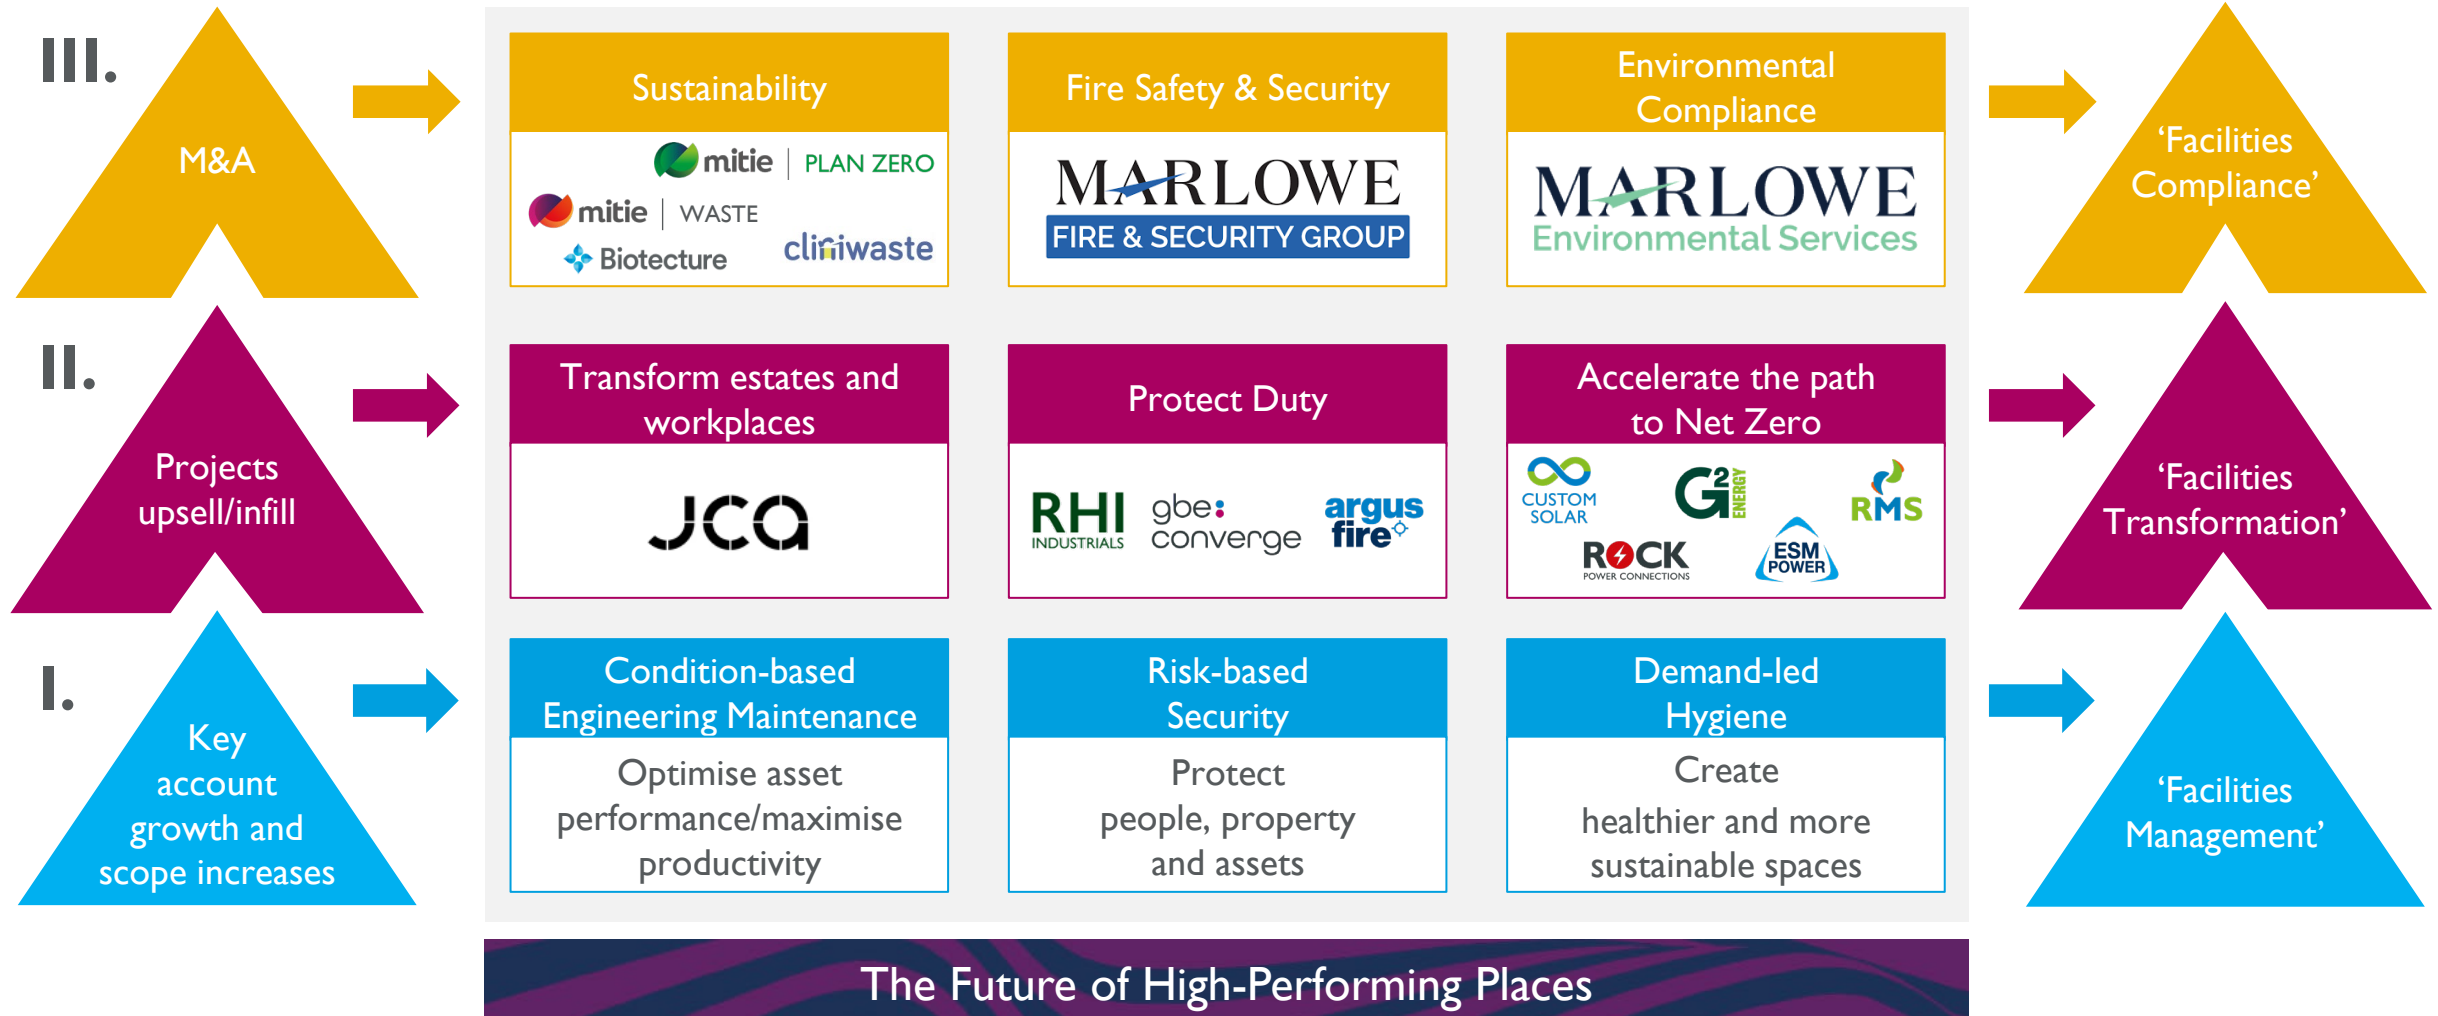 III.
M&A
Sustainability
mitie | PLAN ZERO
mitie | WASTE
Biotecture
cliniwaste
Fire Safety & Security
MARLOWE
FIRE & SECURITY GROUP
Environmental
Compliance
MARLOWE
Environmental Services
‘Facilities
Compliance’
II.
Projects
upsell/infill
Transform estates and
workplaces
JCA
Protect Duty
RHI
INDUSTRIALS
gbe:
converge
argus
fire
Accelerate the path
to Net Zero
CUSTOM
SOLAR
G2
ENERGY
RMS
ROCK
POWER CONNECTIONS
ESM
POWER
‘Facilities
Transformation’
I.
Key
account
growth and
scope increases
Condition-based
Engineering Maintenance
Optimise asset
performance/maximise
productivity
Risk-based
Security
Protect
people, property
and assets
Demand-led
Hygiene
Create
healthier and more
sustainable spaces
‘Facilities
Management’
The Future of High-Performing Places